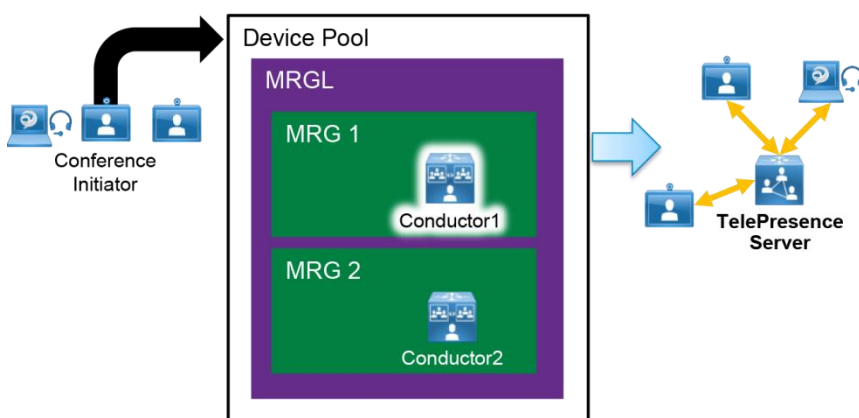 Device Pool
MRGL
MRG 1
Conductor1
MRG 2
Conductor2
Conference
Initiator
TelePresence
Server